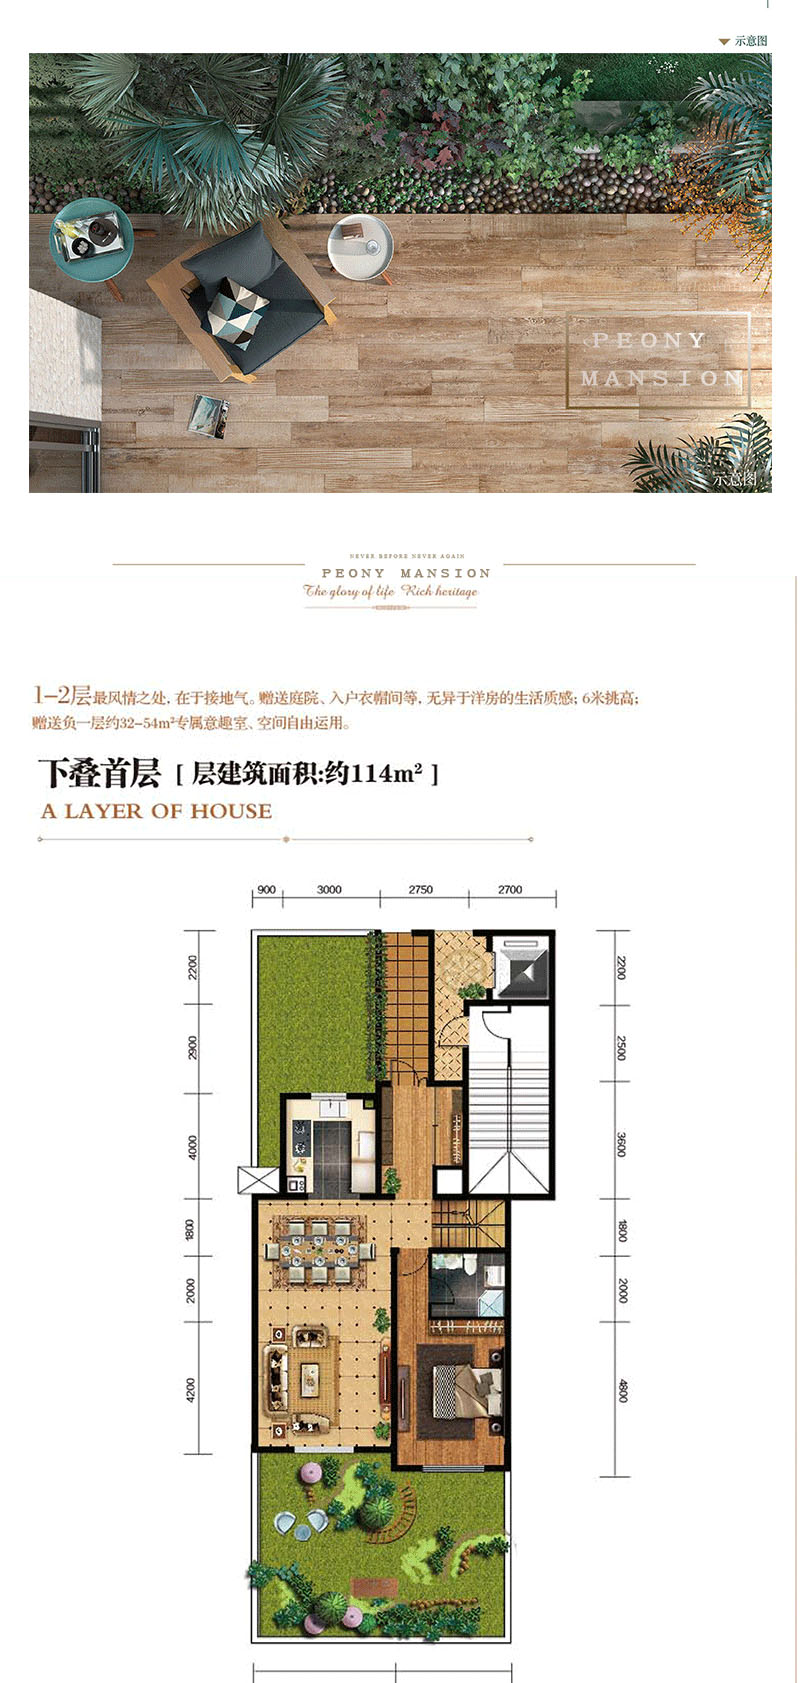 示意图
PEONY
MANSION
示意图
NEVER BEFORE NEVER AGAIN
PEONY MANSION
The glory of life Rich heritage
1-2层最风情之处，在于接地气。赠送庭院、入户衣帽间等，无异于洋房的生活质感；6米挑高；
赠送负一层约32-54m²专属意趣室、空间自由运用。
下叠首层 [ 层建筑面积:约114m² ]
A LAYER OF HOUSE
900 3000 2750 2700
2200
2900
4000
1800
2000
4200
2200
2500
3600
1800
2000
4800